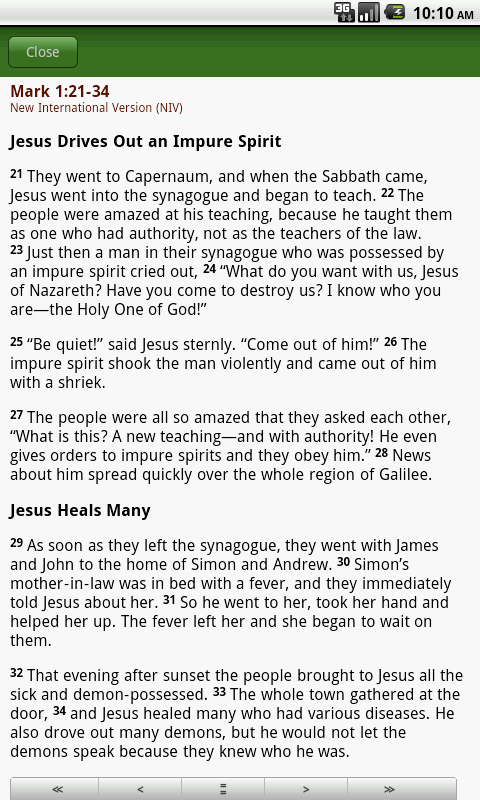 3G 10:10 AM
Close
Mark 1:21-34
New International Version (NIV)
Jesus Drives Out an Impure Spirit
21 They went to Capernaum, and when the Sabbath came,
Jesus went into the synagogue and began to teach. 22 The
people were amazed at his teaching, because he taught them
as one who had authority, not as the teachers of the law.
23 Just then a man in their synagogue who was possessed by
an impure spirit cried out, 24 “What do you want with us, Jesus
of Nazareth? Have you come to destroy us? I know who you
are—the Holy One of God!”
25 “Be quiet!” said Jesus sternly. “Come out of him!” 26 The
impure spirit shook the man violently and came out of him
with a shriek.
27 The people were all so amazed that they asked each other,
“What is this? A new teaching—and with authority! He even
gives orders to impure spirits and they obey him.” 28 News
about him spread quickly over the whole region of Galilee.
Jesus Heals Many
29 As soon as they left the synagogue, they went with James
and John to the home of Simon and Andrew. 30 Simon’s
mother-in-law was in bed with a fever, and they immediately
told Jesus about her. 31 So he went to her, took her hand and
helped her up. The fever left her and she began to wait on
them.
32 That evening after sunset the people brought to Jesus all the
sick and demon-possessed. 33 The whole town gathered at the
door, 34 and Jesus healed many who had various diseases. He
also drove out many demons, but he would not let the
demons speak because they knew who he was.
≪ < = > ≫